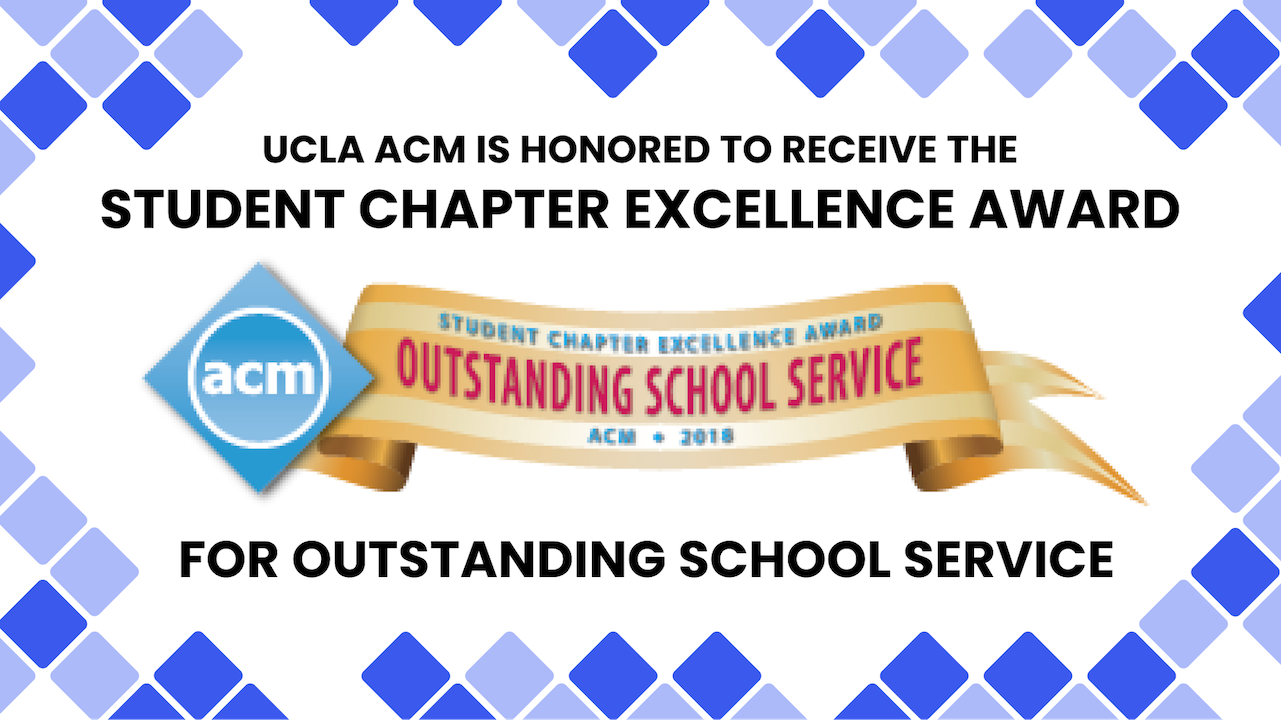 UCLA ACM IS HONORED TO RECEIVE THE
STUDENT CHAPTER EXCELLENCE AWARD
acm
STUDENT CHAPTER EXCELLENCE AWARD
OUTSTANDING SCHOOL SERVICE
ACM • 2018
FOR OUTSTANDING SCHOOL SERVICE